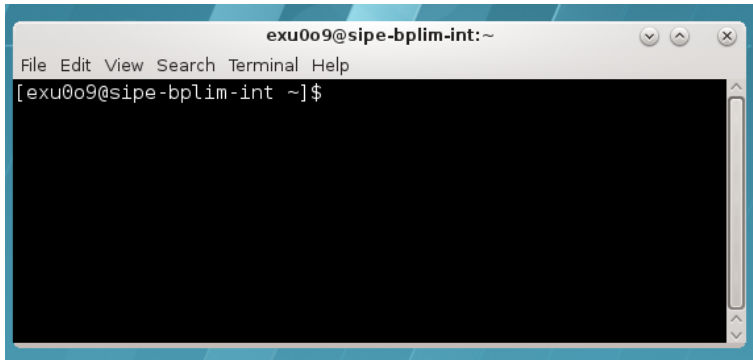 exu0o9@sipe-bplim-int:~
File Edit View Search Terminal Help
[exu0o9@sipe-bplim-int ~]$